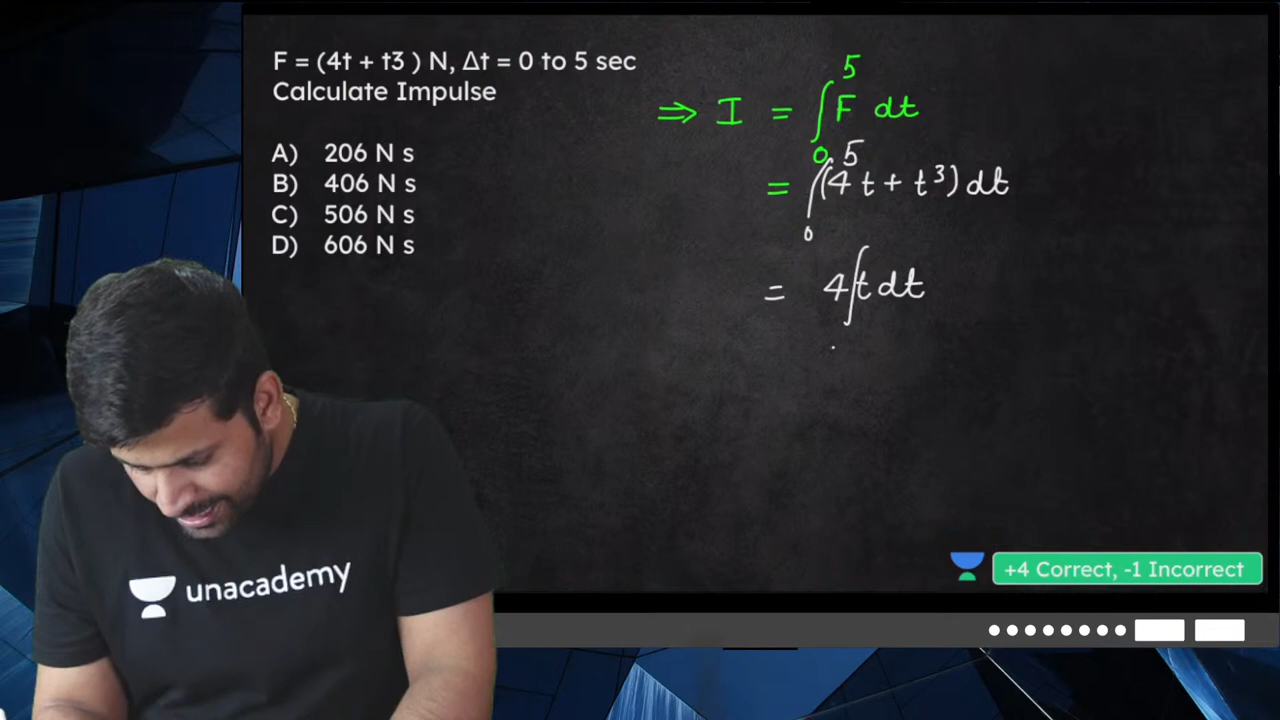 F = (4t + t3 ) N, Δt = 0 to 5 sec
Calculate Impulse
A) 206 N s
B) 406 N s
C) 506 N s
D) 606 N s
⇒ I = ∫₀⁵ F dt
= ∫₀⁵ (4t + t³) dt
= 4∫t dt
unacademy
+4 Correct, -1 Incorrect